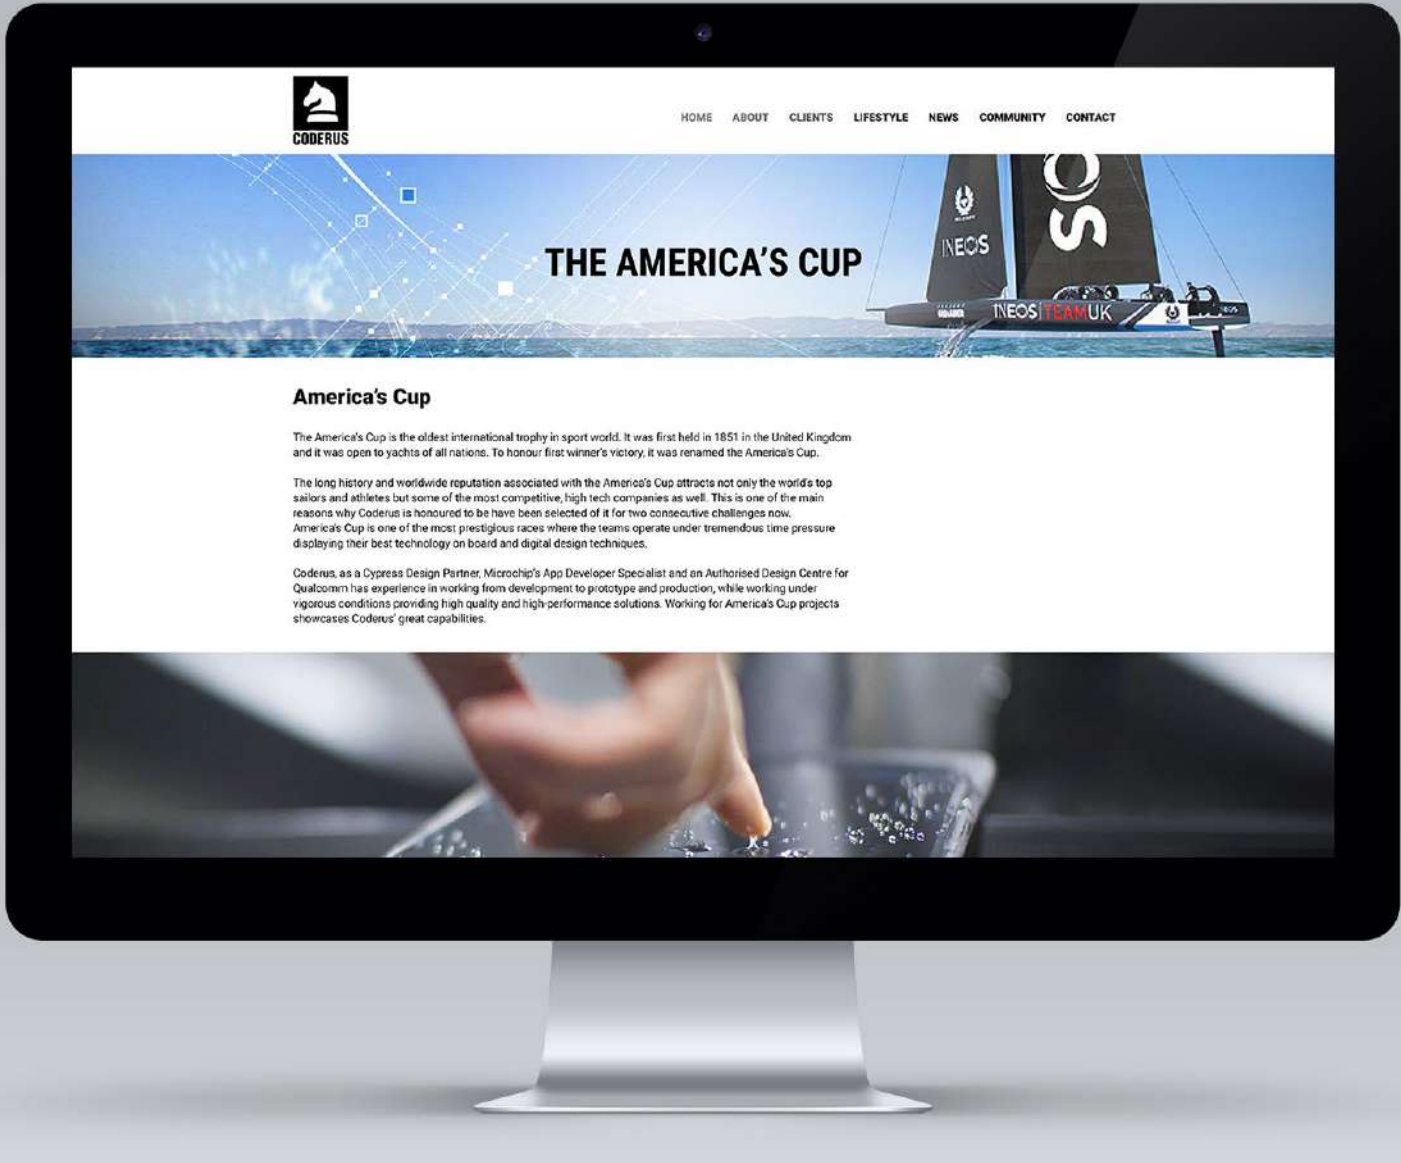 CODERUS
HOME ABOUT CLIENTS LIFESTYLE NEWS COMMUNITY CONTACT
THE AMERICA'S CUP
INEOS
INEOS TEAM UK
America's Cup
The America's Cup is the oldest international trophy in sport world. It was first held in 1851 in the United Kingdom
and it was open to yachts of all nations. To honour first winner's victory, it was renamed the America's Cup.
The long history and worldwide reputation associated with the America's Cup attracts not only the world's top
sailors and athletes but some of the most competitive, high tech companies as well. This is one of the main
reasons why Coderus is honoured to be have been selected of it for two consecutive challenges now.
America's Cup is one of the most prestigious races where the teams operate under tremendous time pressure
displaying their best technology on board and digital design techniques.
Coderus, as a Cypress Design Partner, Microchip's App Developer Specialist and an Authorised Design Centre for
Qualcomm has experience in working from development to prototype and production, while working under
vigorous conditions providing high quality and high-performance solutions. Working for America's Cup projects
showcases Coderus' great capabilities.